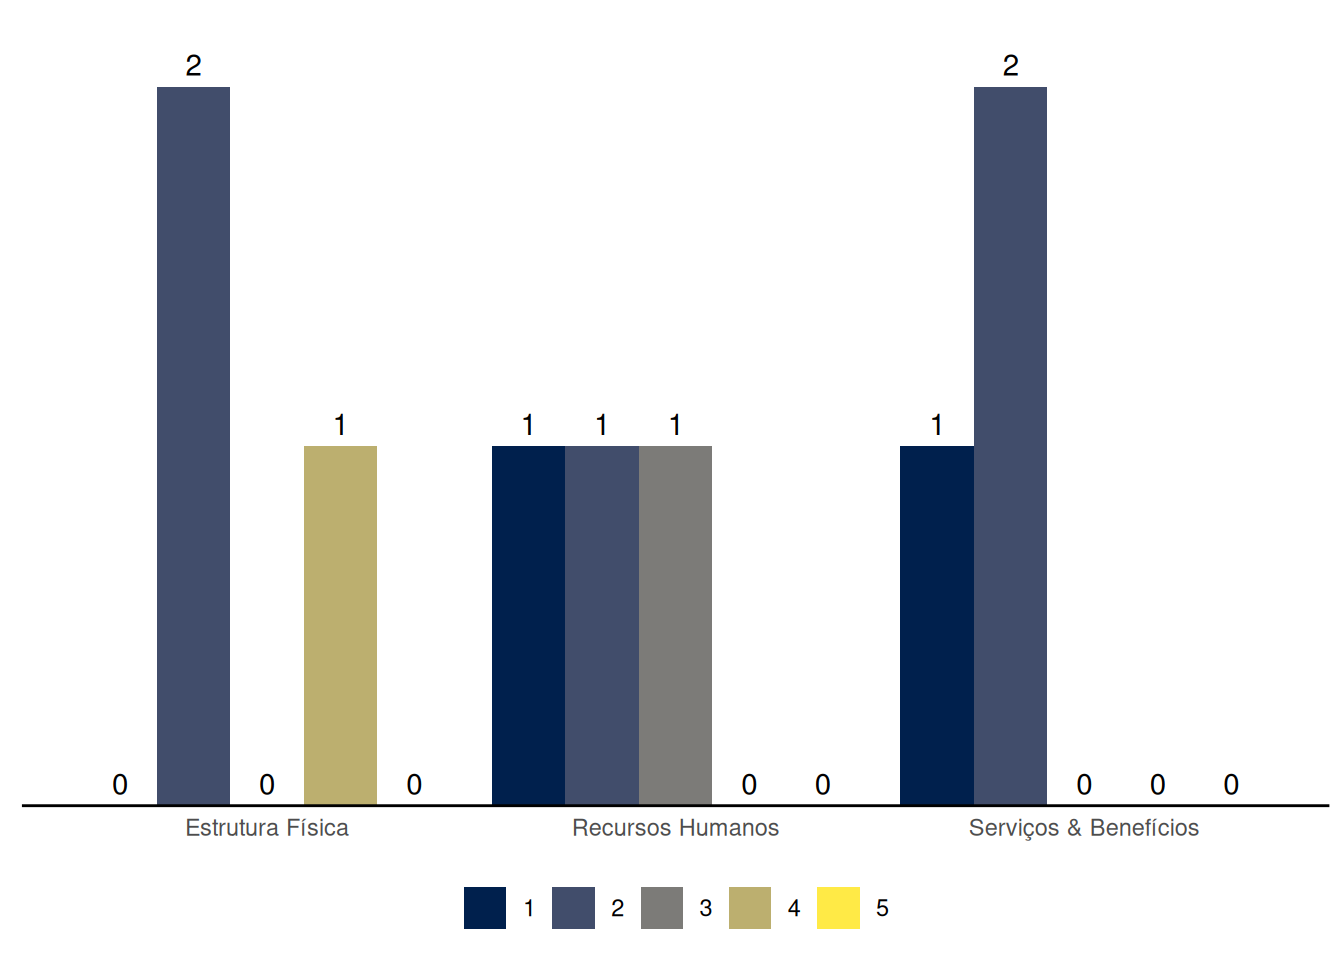 2 2
1 1 1 1 1
0 0 0 0 0 0 0 0
Estrutura Física Recursos Humanos Serviços & Benefícios
1 2 3 4 5